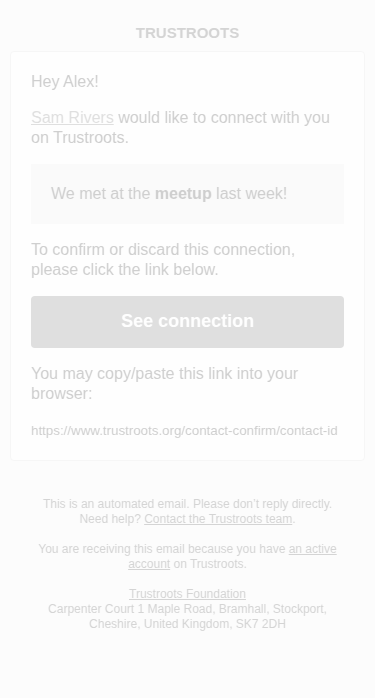 TRUSTROOTS
Hey Alex!
Sam Rivers would like to connect with you
on Trustroots.
We met at the meetup last week!
To confirm or discard this connection,
please click the link below.
See connection
You may copy/paste this link into your
browser:
https://www.trustroots.org/contact-confirm/contact-id
This is an automated email. Please don't reply directly.
Need help? Contact the Trustroots team.
You are receiving this email because you have an active
account on Trustroots.
Trustroots Foundation
Carpenter Court 1 Maple Road, Bramhall, Stockport,
Cheshire, United Kingdom, SK7 2DH